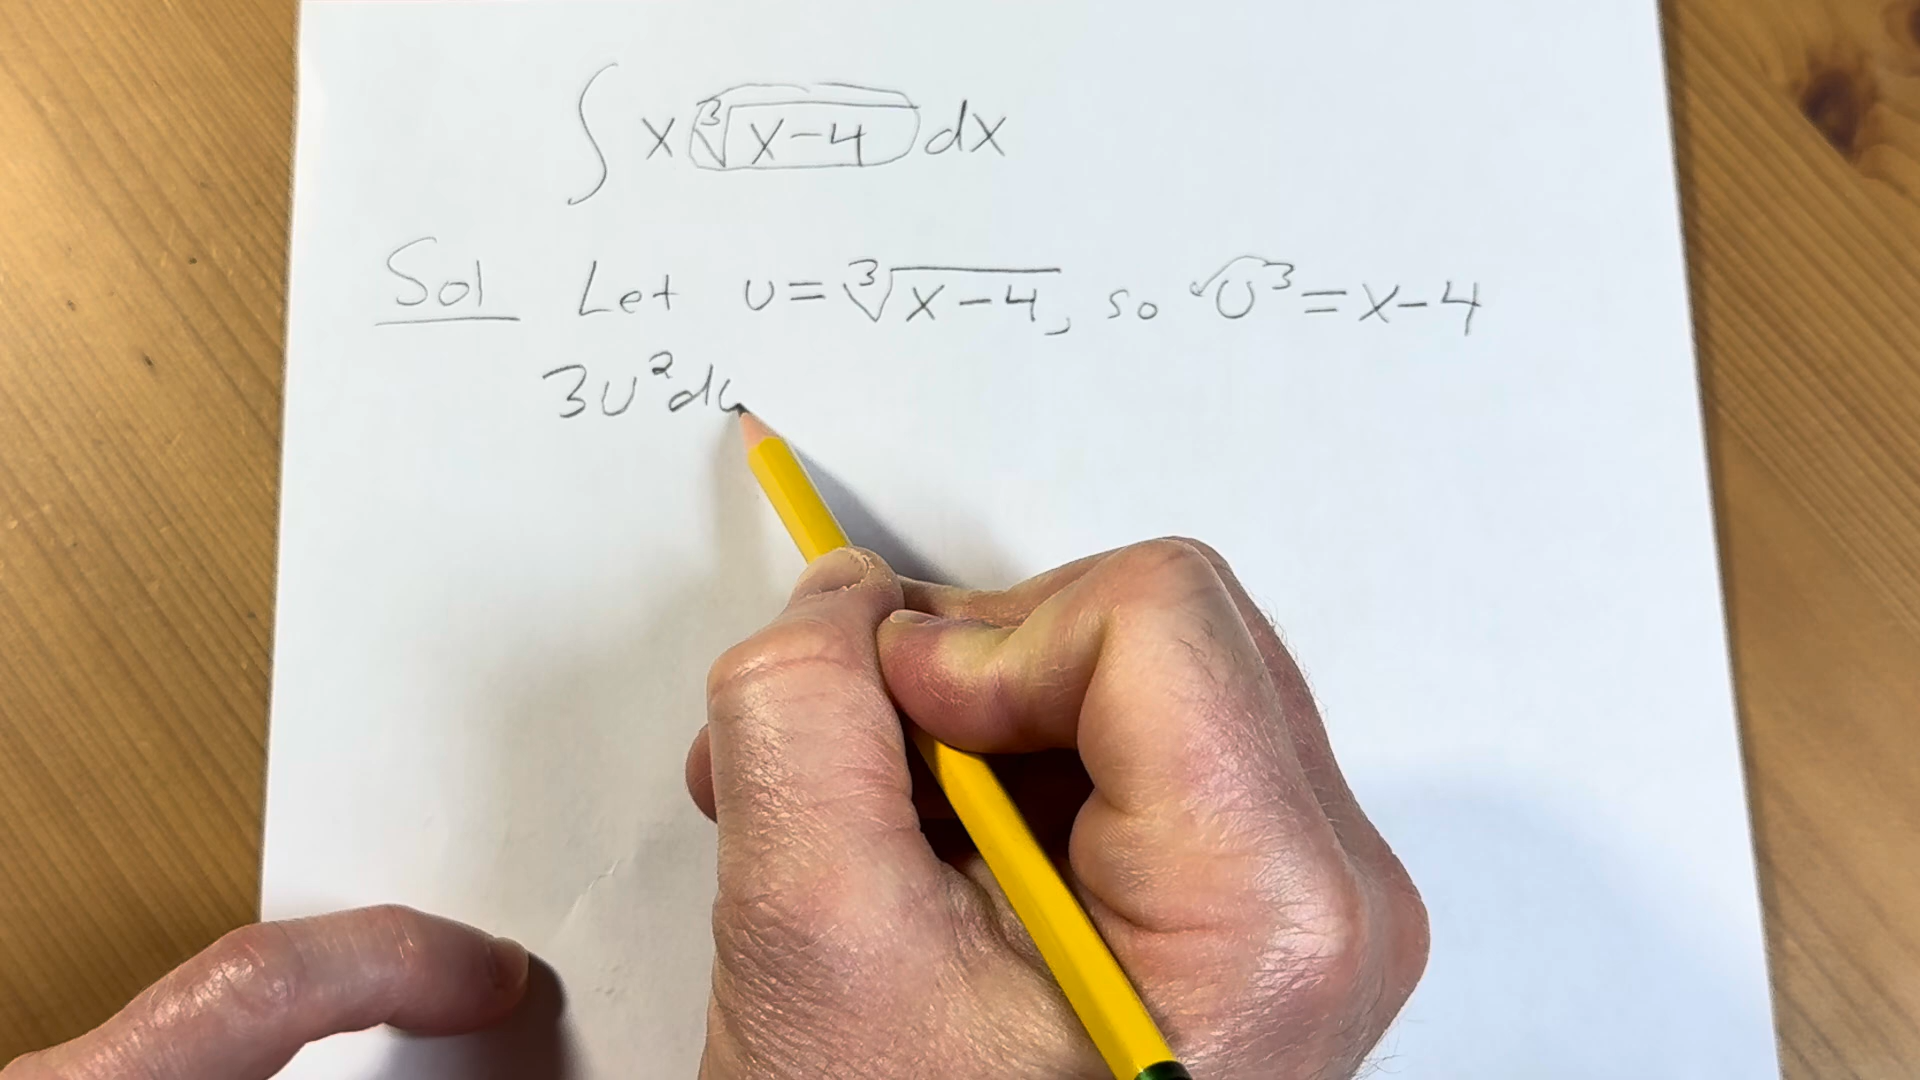 ∫ x ∛(x-4) dx
Sol Let u = ∛(x-4), so u³ = x-4
3u²du